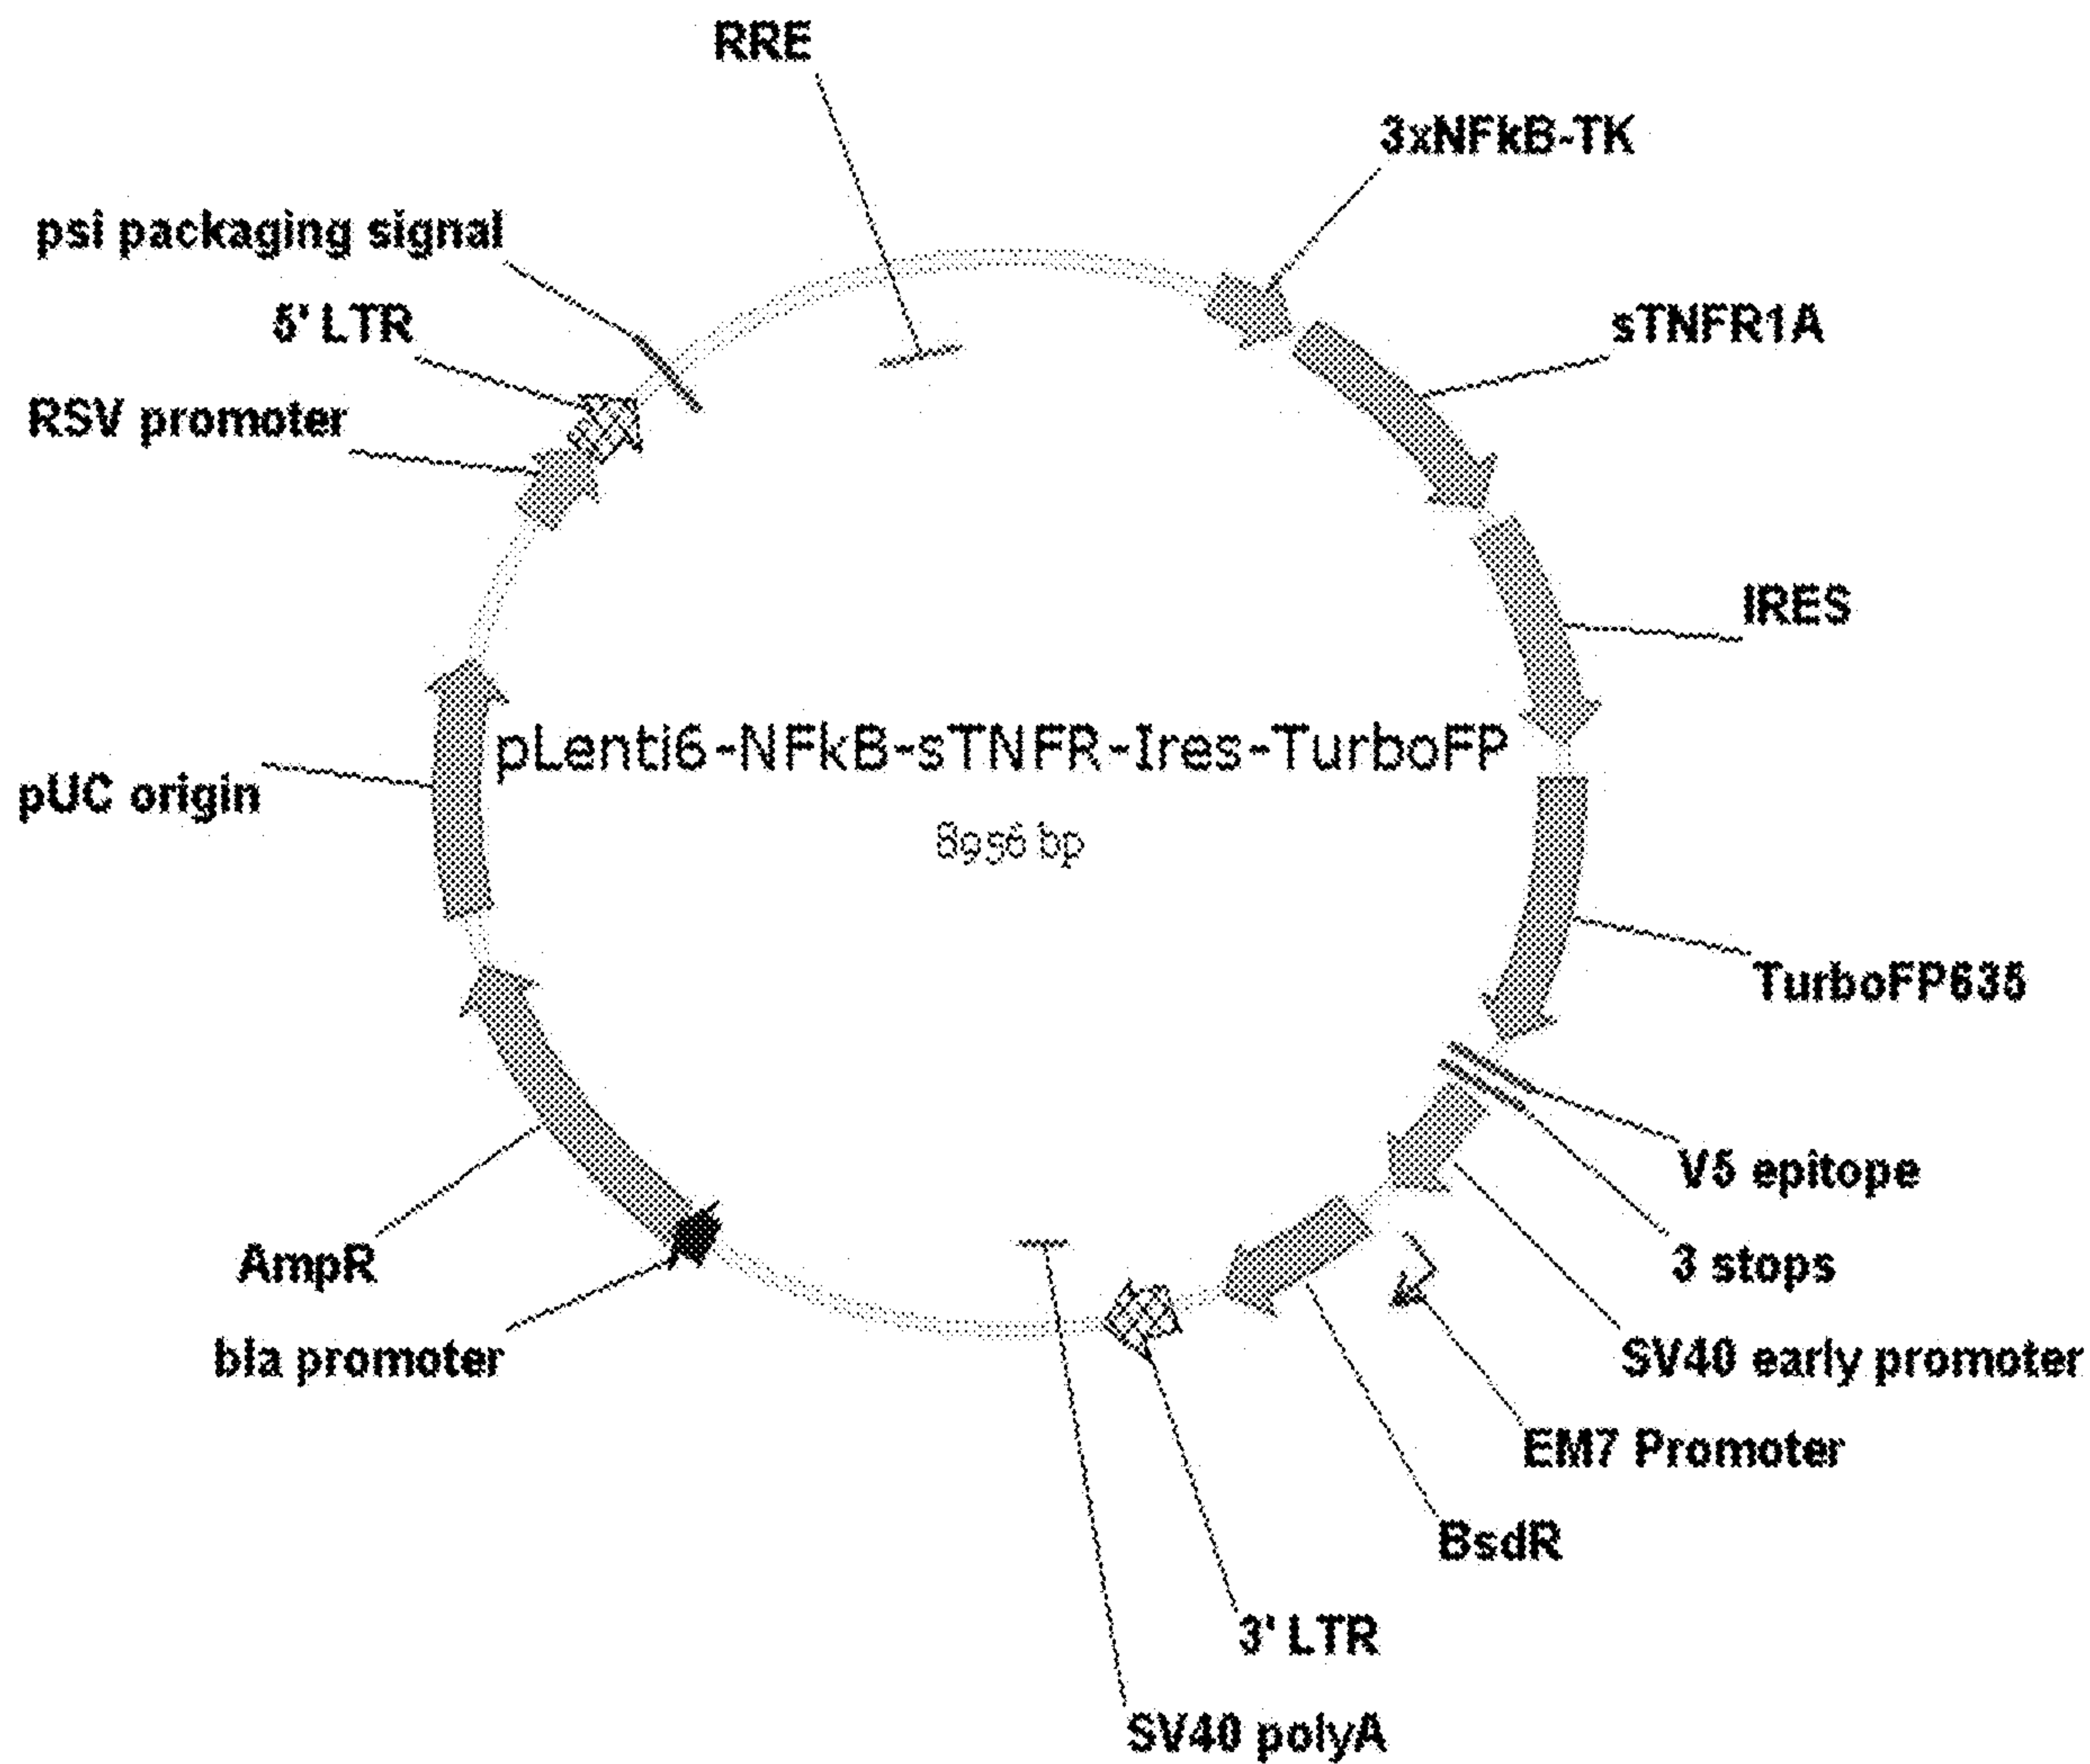 RRE
3xNFkB-TK
psi packaging signal
5' LTR
sTNFR1A
RSV promoter
IRES
pLenti6-NFkB-sTNFR-Ires-TurboFP
pUC origin
8956 bp
TurboFP635
V5 epitope
AmpR
3 stops
bla promoter
SV40 early promoter
EM7 Promoter
BsdR
3' LTR
SV40 polyA